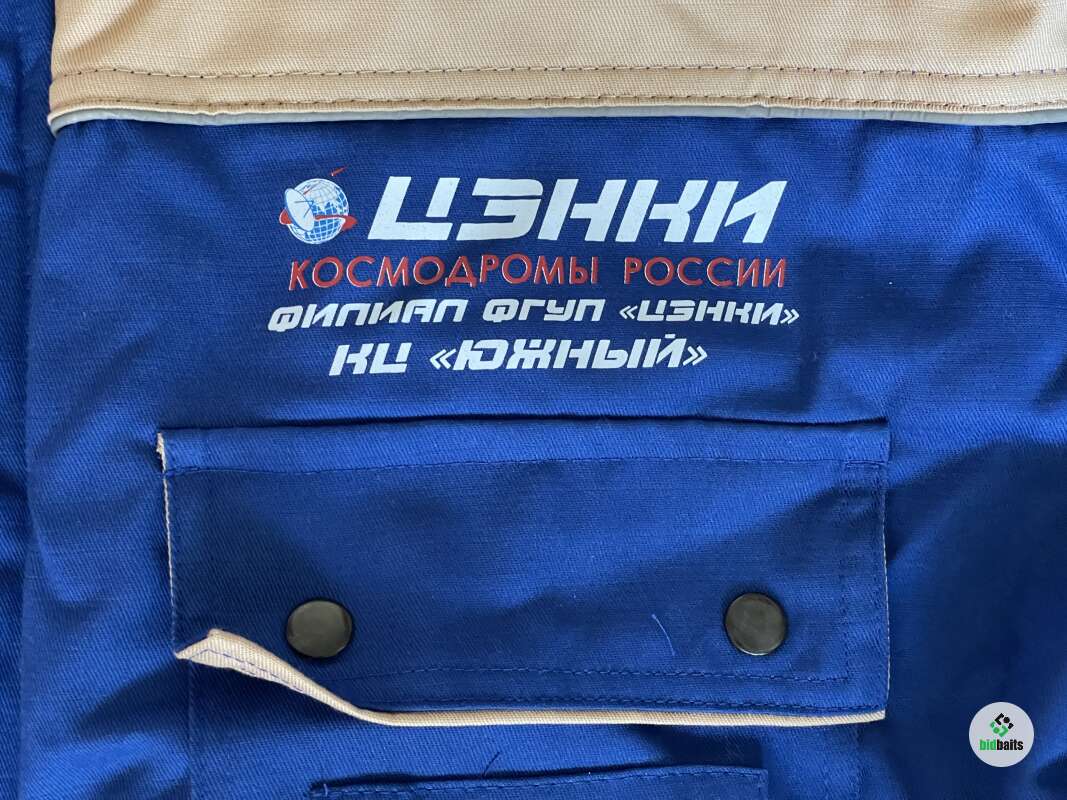 ЦЭНКИ
КОСМОДРОМЫ РОССИИ
ФИЛИАЛ ФГУП «ЦЭНКИ»
КЦ «ЮЖНЫЙ»
bidbaits